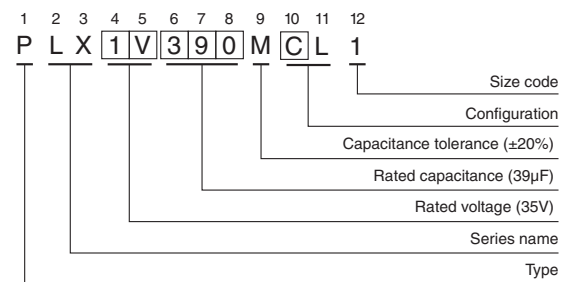 1 2 3 4 5 6 7 8 9 10 11 12
P L X 1 V 3 9 0 M C L 1
Size code
Configuration
Capacitance tolerance (±20%)
Rated capacitance (39µF)
Rated voltage (35V)
Series name
Type